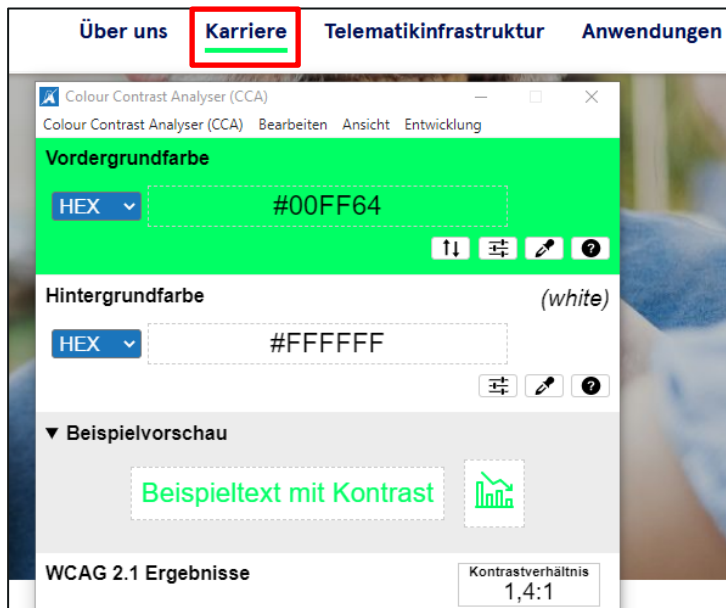 Über uns Karriere Telematikinfrastruktur Anwendungen
Colour Contrast Analyser (CCA)
Colour Contrast Analyser (CCA) Bearbeiten Ansicht Entwicklung
Vordergrundfarbe
HEX #00FF64
Hintergrundfarbe (white)
HEX #FFFFFF
Beispielvorschau
Beispieltext mit Kontrast
WCAG 2.1 Ergebnisse
Kontrastverhältnis
1,4:1